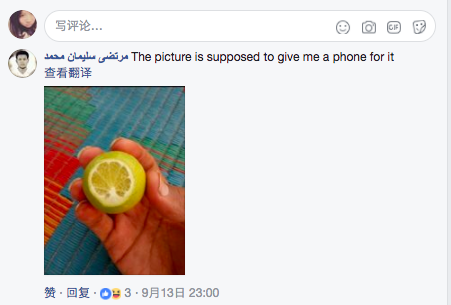 写评论...
GIF
مرتضى سليمان محمد The picture is supposed to give me a phone for it
查看翻译
赞 · 回复 · 3 · 9月13日 23:00